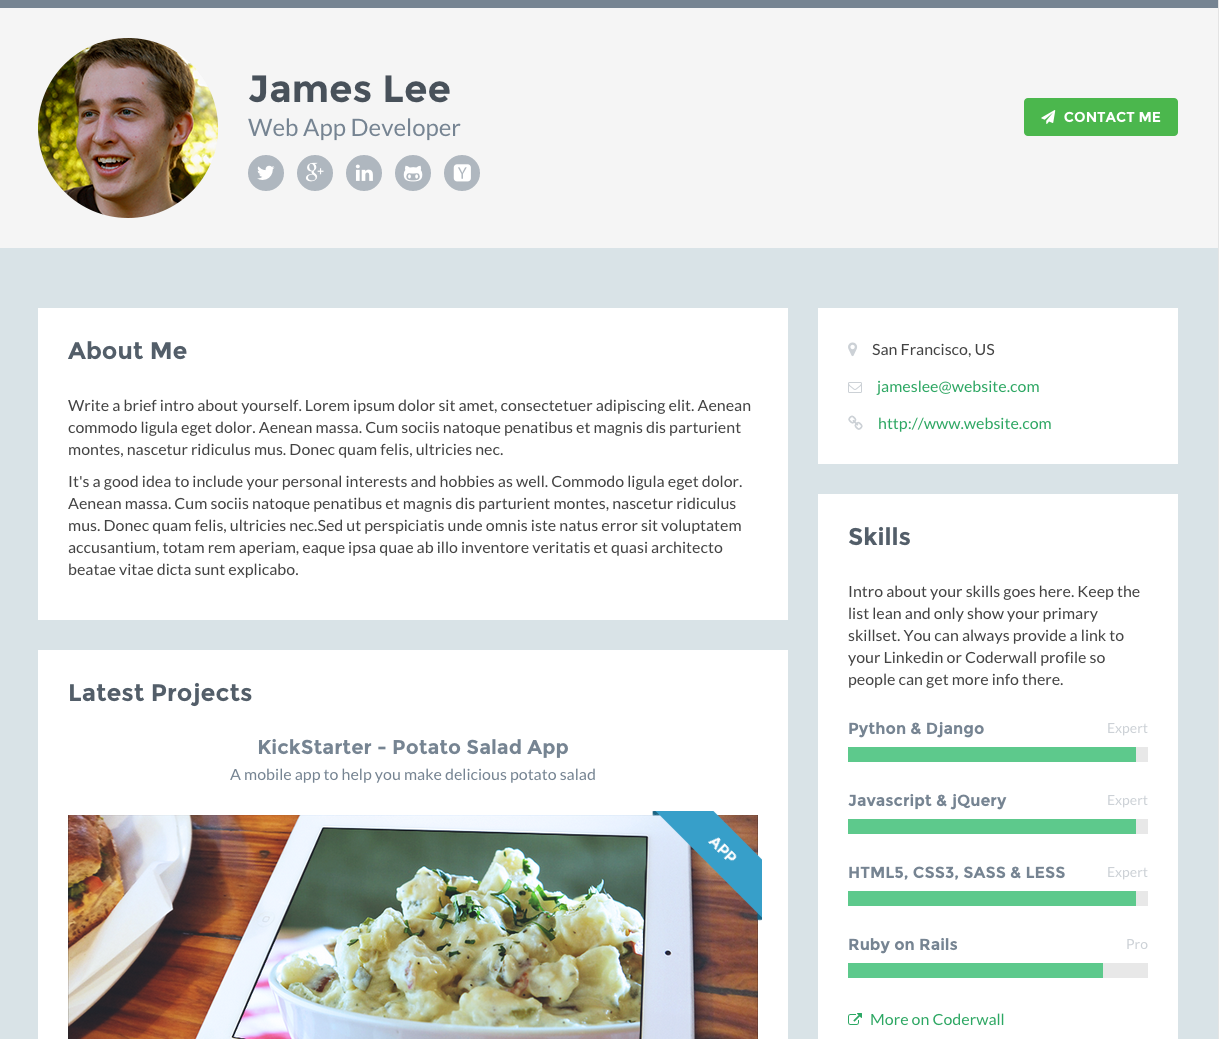 James Lee
Web App Developer
CONTACT ME
About Me
Write a brief intro about yourself. Lorem ipsum dolor sit amet, consectetuer adipiscing elit. Aenean
commodo ligula eget dolor. Aenean massa. Cum sociis natoque penatibus et magnis dis parturient
montes, nascetur ridiculus mus. Donec quam felis, ultricies nec.
It's a good idea to include your personal interests and hobbies as well. Commodo ligula eget dolor.
Aenean massa. Cum sociis natoque penatibus et magnis dis parturient montes, nascetur ridiculus
mus. Donec quam felis, ultricies nec.Sed ut perspiciatis unde omnis iste natus error sit voluptatem
accusantium, totam rem aperiam, eaque ipsa quae ab illo inventore veritatis et quasi architecto
beatae vitae dicta sunt explicabo.
Latest Projects
KickStarter - Potato Salad App
A mobile app to help you make delicious potato salad
APP
San Francisco, US
jameslee@website.com
http://www.website.com
Skills
Intro about your skills goes here. Keep the
list lean and only show your primary
skillset. You can always provide a link to
your Linkedin or Coderwall profile so
people can get more info there.
Python & Django Expert
Javascript & jQuery Expert
HTML5, CSS3, SASS & LESS Expert
Ruby on Rails Pro
More on Coderwall